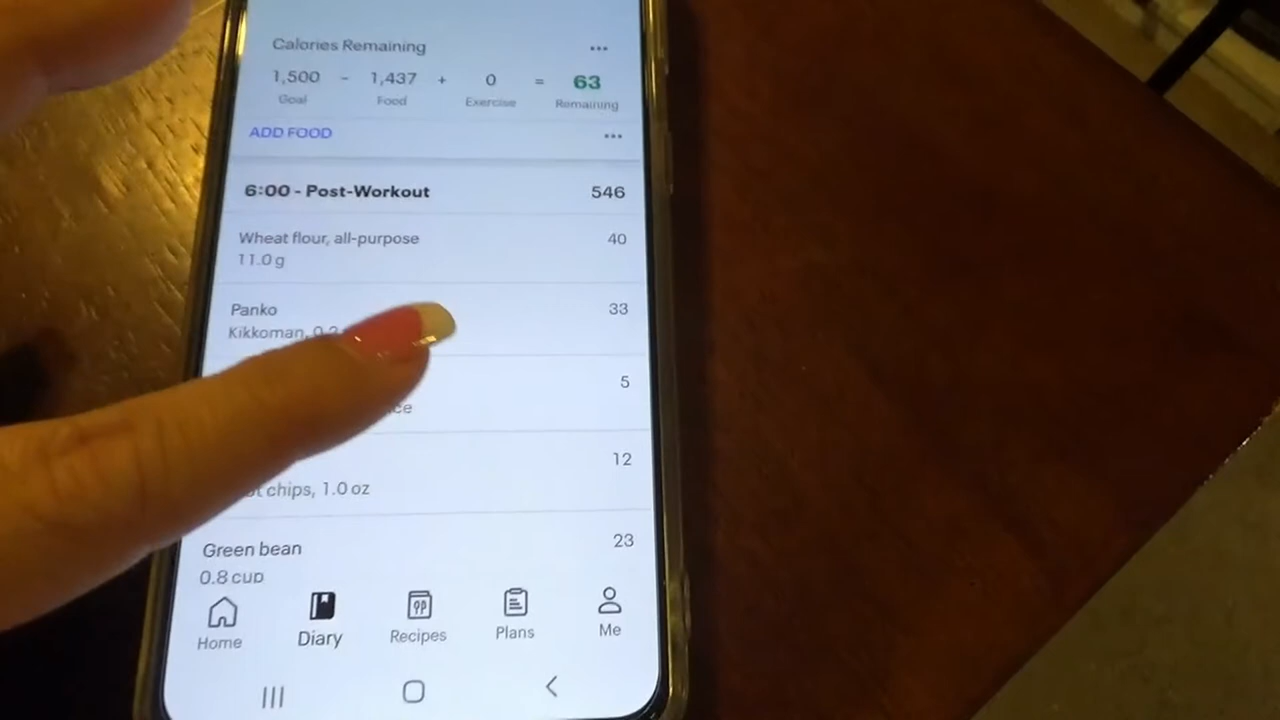 Calories Remaining
1,500 - 1,437 + 0 = 63
Goal Food Exercise Remaining
ADD FOOD
6:00 - Post-Workout 546
Wheat flour, all-purpose 40
11.0 g
Panko 33
Kikkoman,
5
12
chips, 1.0 oz
Green bean 23
0.8 cup
Home Diary Recipes Plans Me